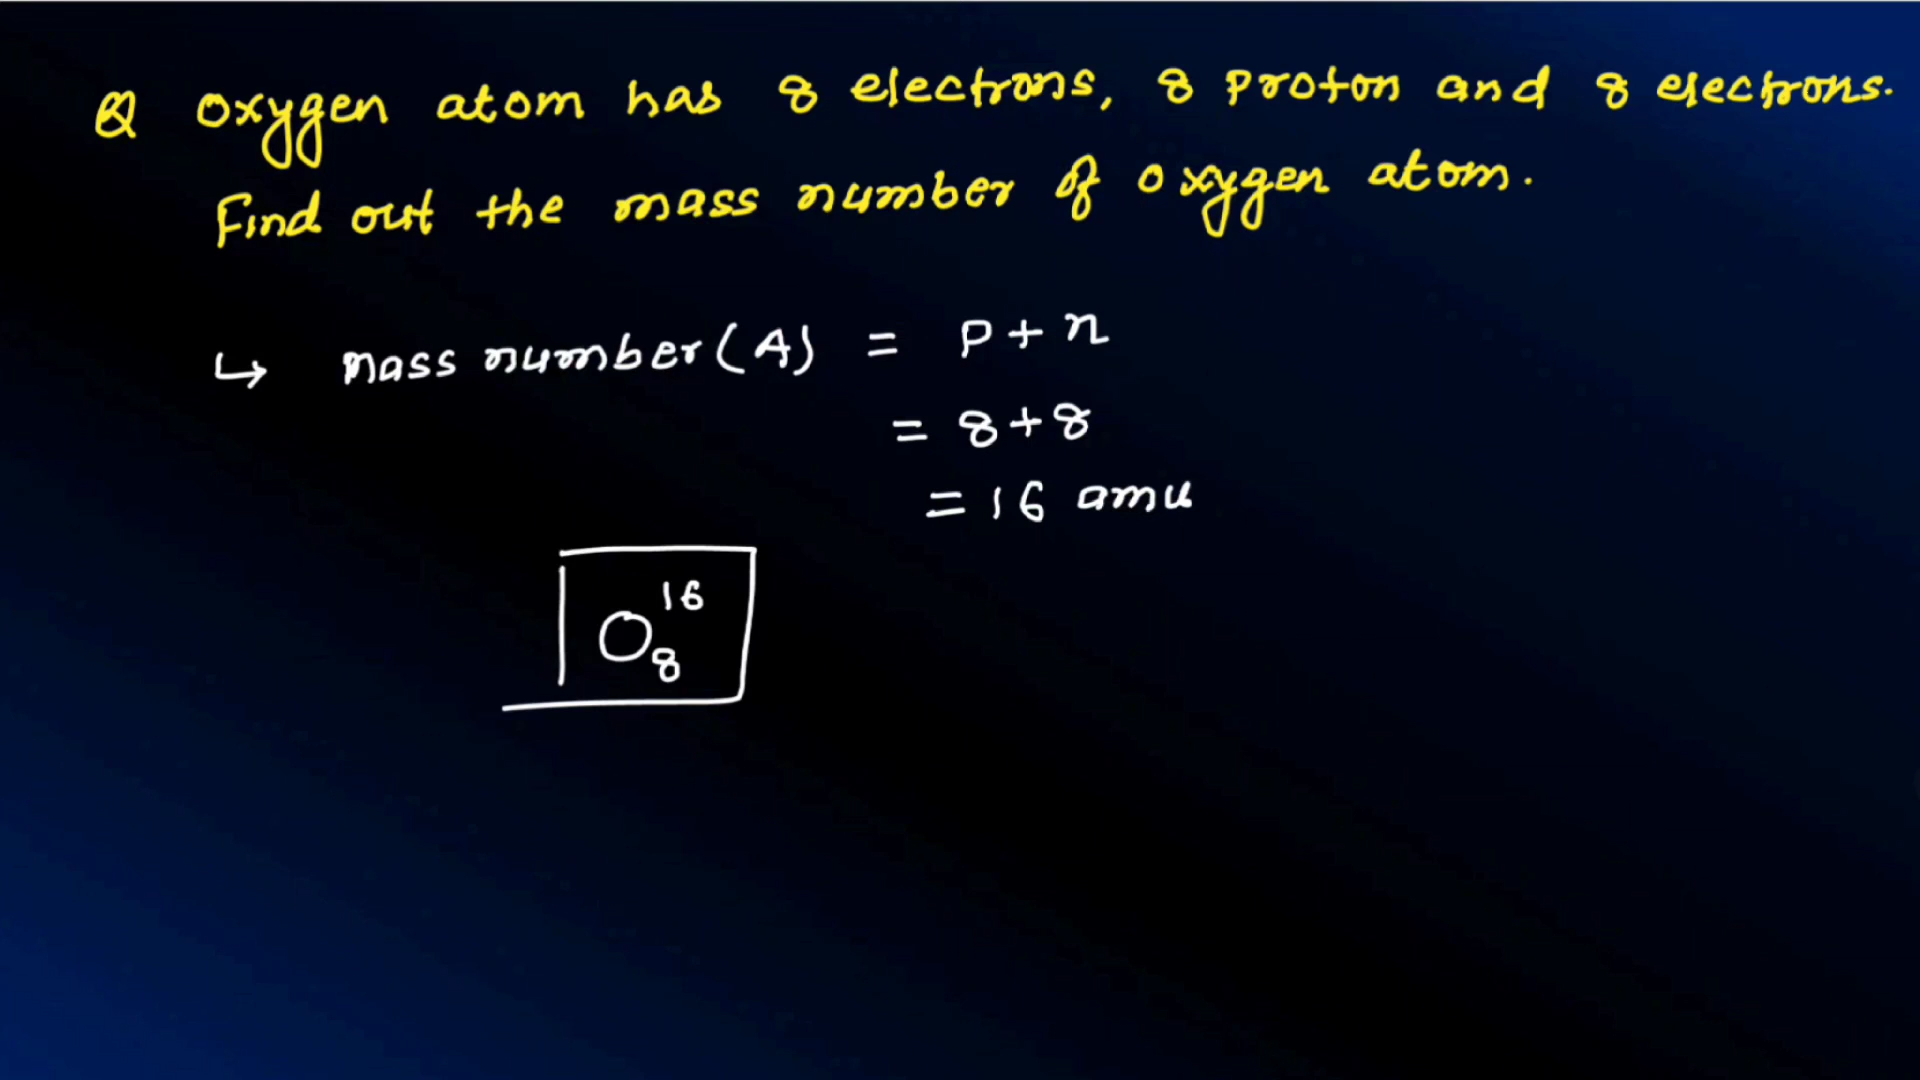 Q oxygen atom has 8 electrons, 8 proton and 8 electrons.
Find out the mass number of oxygen atom.
↳ Mass number (A) = P + n
= 8 + 8
= 16 amu
O₈¹⁶